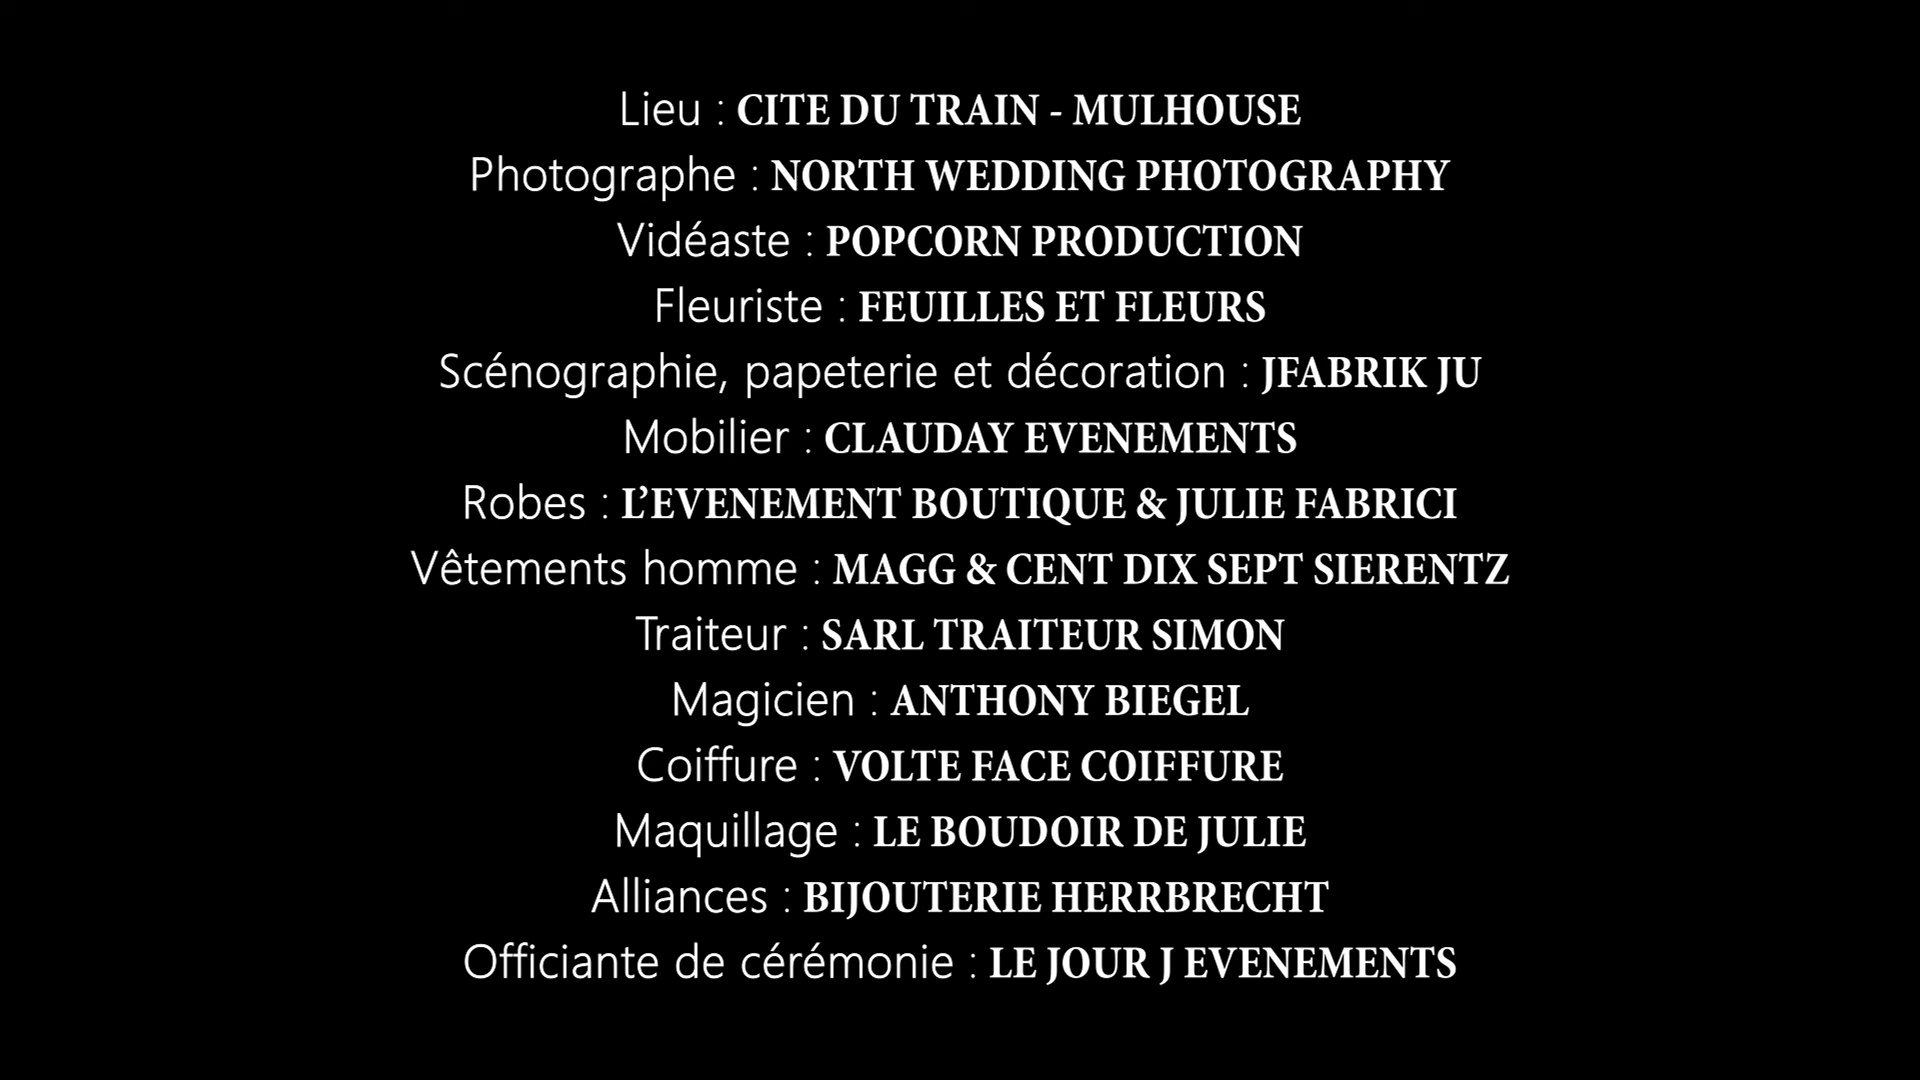 Lieu : CITE DU TRAIN - MULHOUSE
Photographe : NORTH WEDDING PHOTOGRAPHY
Vidéaste : POPCORN PRODUCTION
Fleuriste : FEUILLES ET FLEURS
Scénographie, papeterie et décoration : JFABRIK JU
Mobilier : CLAUDAY EVENEMENTS
Robes : L’EVENEMENT BOUTIQUE & JULIE FABRICI
Vêtements homme : MAGG & CENT DIX SEPT SIERENTZ
Traiteur : SARL TRAITEUR SIMON
Magicien : ANTHONY BIEGEL
Coiffure : VOLTE FACE COIFFURE
Maquillage : LE BOUDOIR DE JULIE
Alliances : BIJOUTERIE HERRBRECHT
Officiante de cérémonie : LE JOUR J EVENEMENTS